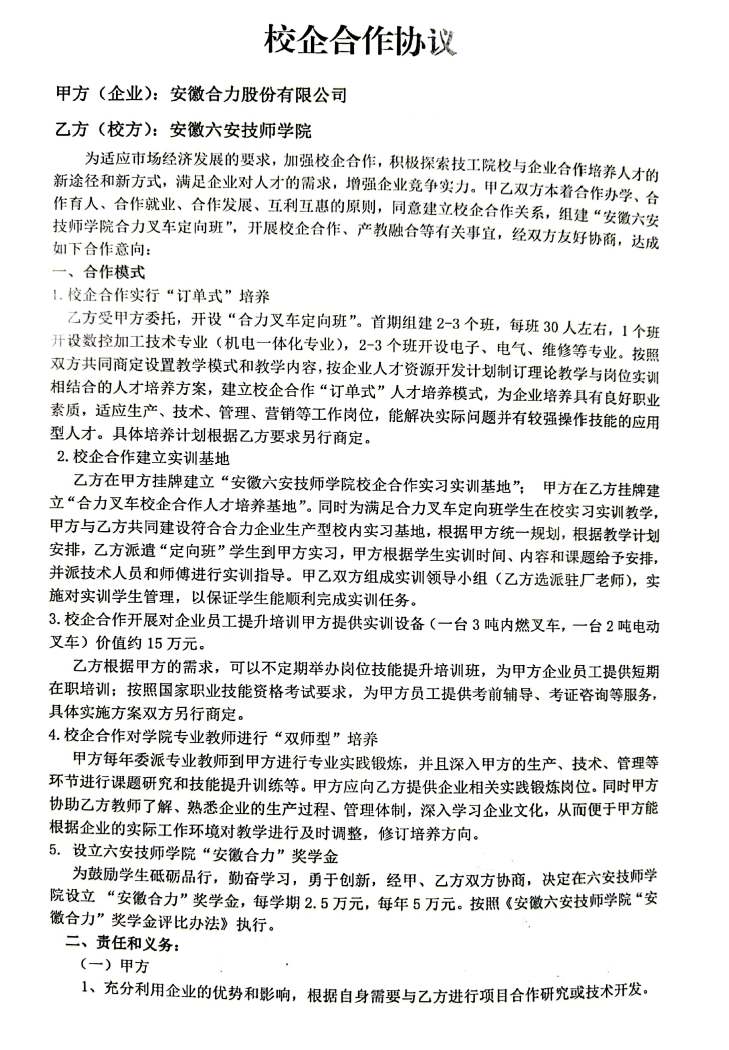 校企合作协议
甲方（企业）：安徽合力股份有限公司
乙方（校方）：安徽六安技师学院
为适应市场经济发展的要求，加强校企合作，积极探索技工院校与企业合作培养人才的
新途径和新方式，满足企业对人才的需求，增强企业竞争实力。甲乙双方本着合作办学、合
作育人、合作就业、合作发展、互利互惠的原则，同意建立校企合作关系，组建“安徽六安
技师学院合力叉车定向班”，开展校企合作、产教融合等有关事宜，经双方友好协商，达成
如下合作意向：
一、合作模式
1.校企合作实行“订单式”培养
乙方受甲方委托，开设“合力叉车定向班”。首期组建 2-3 个班，每班 30 人左右，1 个班
开设数控加工技术专业（机电一体化专业），2-3 个班开设电子、电气、维修等专业。按照
双方共同商定设置教学模式和教学内容,按企业人才资源开发计划制订理论教学与岗位实训
相结合的人才培养方案，建立校企合作“订单式”人才培养模式，为企业培养具有良好职业
素质，适应生产、技术、管理、营销等工作岗位，能解决实际问题并有较强操作技能的应用
型人才。具体培养计划根据乙方要求另行商定。
2.校企合作建立实训基地
乙方在甲方挂牌建立“安徽六安技师学院校企合作实习实训基地”； 甲方在乙方挂牌建
立“合力叉车校企合作人才培养基地”。同时为满足合力叉车定向班学生在校实习实训教学,
甲方与乙方共同建设符合合力企业生产型校内实习基地，根据甲方统一规划，根据教学计划
安排，乙方派遣“定向班”学生到甲方实习，甲方根据学生实训时间、内容和课题给予安排,
并派技术人员和师傅进行实训指导。甲乙双方组成实训领导小组（乙方选派驻厂老师），实
施对实训学生管理，以保证学生能顺利完成实训任务。
3.校企合作开展对企业员工提升培训甲方提供实训设备（一台 3 吨内燃叉车，一台 2 吨电动
叉车）价值约 15 万元。
乙方根据甲方的需求，可以不定期举办岗位技能提升培训班，为甲方企业员工提供短期
在职培训；按照国家职业技能资格考试要求，为甲方员工提供考前辅导、考证咨询等服务,
具体实施方案双方另行商定。
4.校企合作对学院专业教师进行“双师型”培养
甲方每年委派专业教师到甲方进行专业实践锻炼，并且深入甲方的生产、技术、管理等
环节进行课题研究和技能提升训练等。甲方应向乙方提供企业相关实践锻炼岗位。同时甲方
协助乙方教师了解、熟悉企业的生产过程、管理体制，深入学习企业文化，从而便于甲方能
根据企业的实际工作环境对教学进行及时调整，修订培养方向。
5. 设立六安技师学院“安徽合力”奖学金
为鼓励学生砥砺品行，勤奋学习，勇于创新，经甲、乙方双方协商，决定在六安技师学
院设立 “安徽合力”奖学金，每学期 2.5 万元，每年 5 万元。按照《安徽六安技师学院“安
徽合力”奖学金评比办法》执行。
二、责任和义务：
（一）甲方
1、充分利用企业的优势和影响，根据自身需要与乙方进行项目合作研究或技术开发。